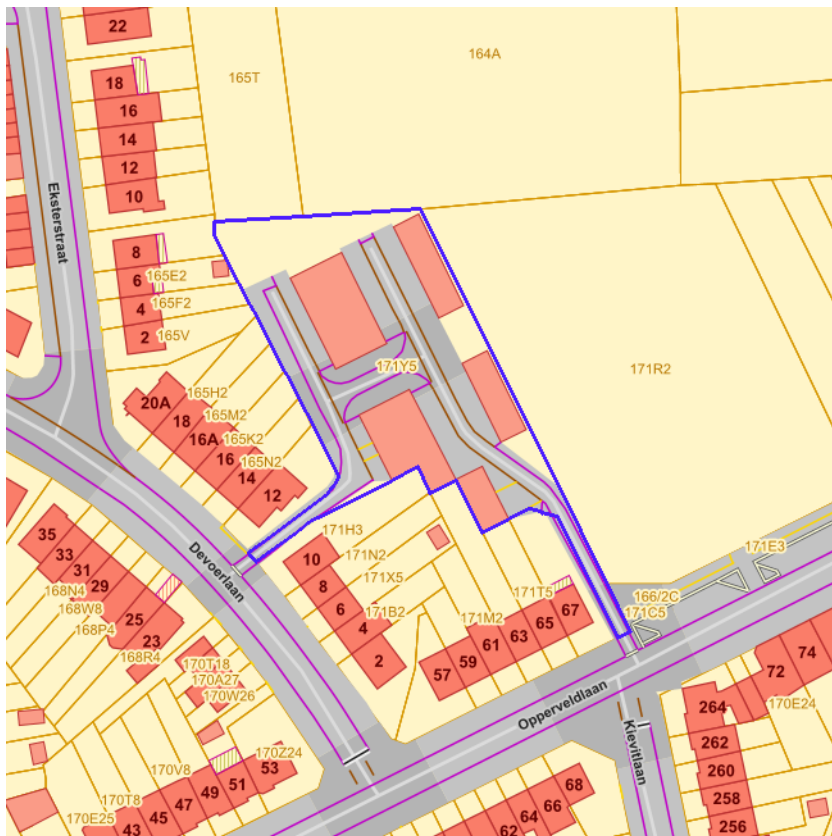 22
164A
165T
18
16
14
12
10
Eksterstraat
8
6
165E2
4
165F2
2
165V
171Y5
171R2
20A
165H2
18
165M2
16A
165K2
16
165N2
14
12
171H3
35
33
31
29
168N4
168W8
168P4
25
23
168R4
Devoerlaan
10
171N2
8
171X5
6
171B2
4
2
171E3
166/2C
171C5
171T5
171M2
57
59
61
63
65
67
170T18
170A27
170W26
Opperveldlaan
Kievitlaan
74
72
170E24
264
262
260
258
256
170Z24
53
51
49
47
45
43
170V8
170T8
170E25
68
66
64
62